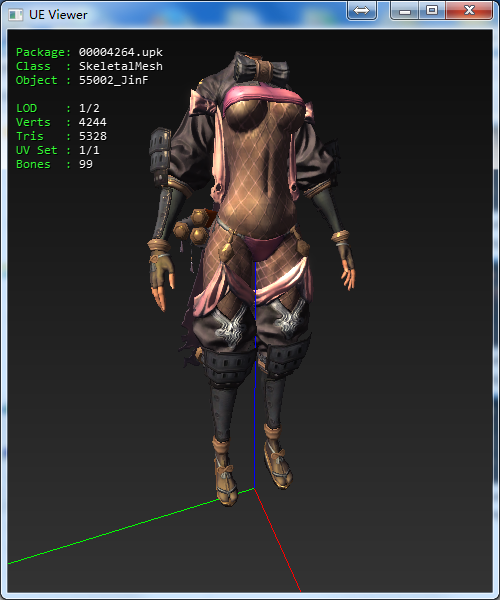 UE Viewer
Package: 00004264.upk
Class : SkeletalMesh
Object : 55002_JinF
LOD : 1/2
Verts : 4244
Tris : 5328
UV Set : 1/1
Bones : 99